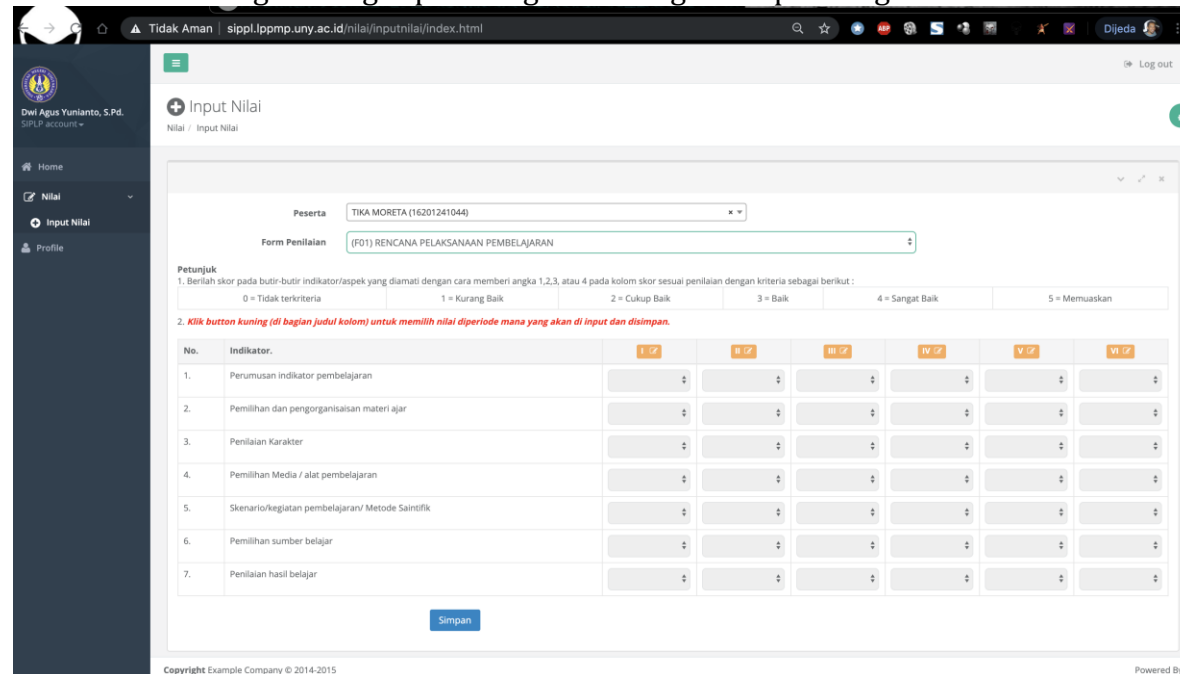 Tidak Aman | sippl.lppmp.uny.ac.id/nilai/inputnilai/index.html
ABP
Dijeda
Log out
Dwi Agus Yunianto, S.Pd.
SIPLP account
Input Nilai
Nilai / Input Nilai
Home
Nilai
Input Nilai
Profile
Peserta TIKA MORETA (16201241044)
Form Penilaian (F01) RENCANA PELAKSANAAN PEMBELAJARAN
Petunjuk
1. Berilah skor pada butir-butir indikator/aspek yang diamati dengan cara memberi angka 1,2,3, atau 4 pada kolom skor sesuai penilaian dengan kriteria sebagai berikut :
0 = Tidak terkriteria 1 = Kurang Baik 2 = Cukup Baik 3 = Baik 4 = Sangat Baik 5 = Memuaskan
2. Klik button kuning (di bagian judul kolom) untuk memilih nilai diperiode mana yang akan di input dan disimpan.
No. Indikator. I II III IV V VI
1. Perumusan indikator pembelajaran
2. Pemilihan dan pengorganisaisan materi ajar
3. Penilaian Karakter
4. Pemilihan Media / alat pembelajaran
5. Skenario/kegiatan pembelajaran/ Metode Saintifik
6. Pemilihan sumber belajar
7. Penilaian hasil belajar
Simpan
Copyright Example Company © 2014-2015
Powered By